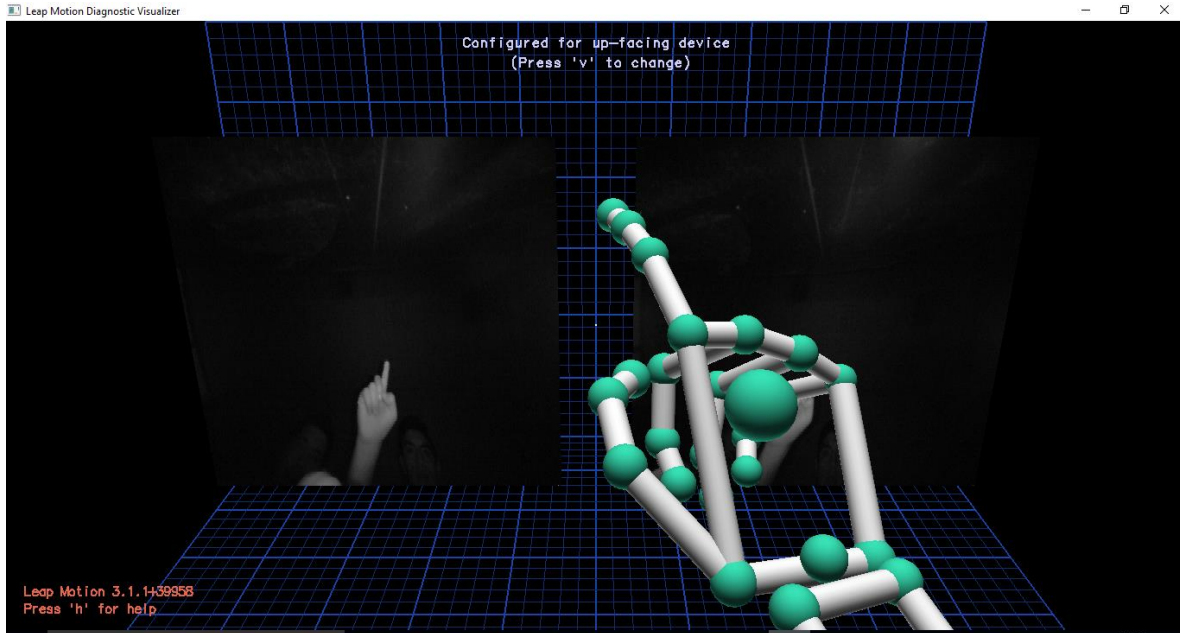 Leap Motion Diagnostic Visualizer
Configured for up-facing device
(Press 'v' to change)
Leap Motion 3.1.1+39958
Press 'h' for help